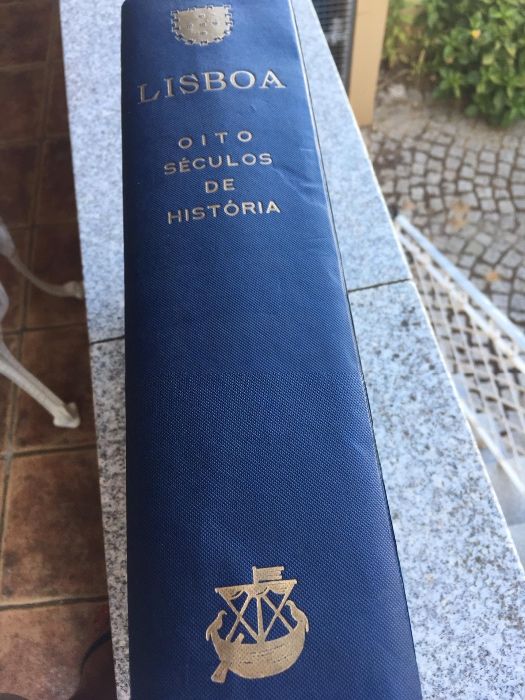 LISBOA
OITO
SÉCULOS
DE
HISTÓRIA